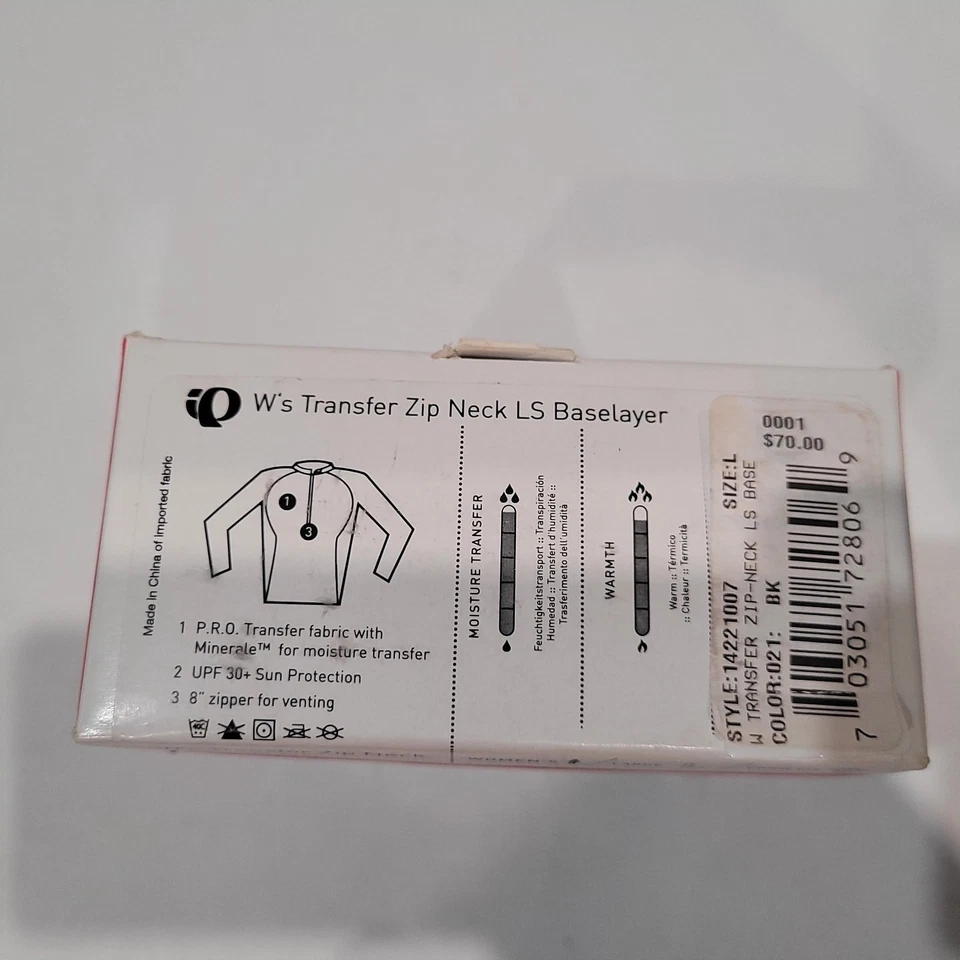 iQ W's Transfer Zip Neck LS Baselayer
Made in China of imported fabric
1
3
1 P.R.O. Transfer fabric with
Minerale™ for moisture transfer
2 UPF 30+ Sun Protection
3 8" zipper for venting
40C
MOISTURE TRANSFER
Feuchtigkeitstransport :: Transpiración
Humedad :: Transfert d'humidité ::
Trasferimento dell'umidità
WARMTH
Warm :: Térmico
:: Chaleur :: Termicità
0001
$70.00
STYLE:14221007 SIZE:L
W TRANSFER ZIP-NECK LS BASE
COLOR:021: BK
7 03051 72806 9
WOMEN'S